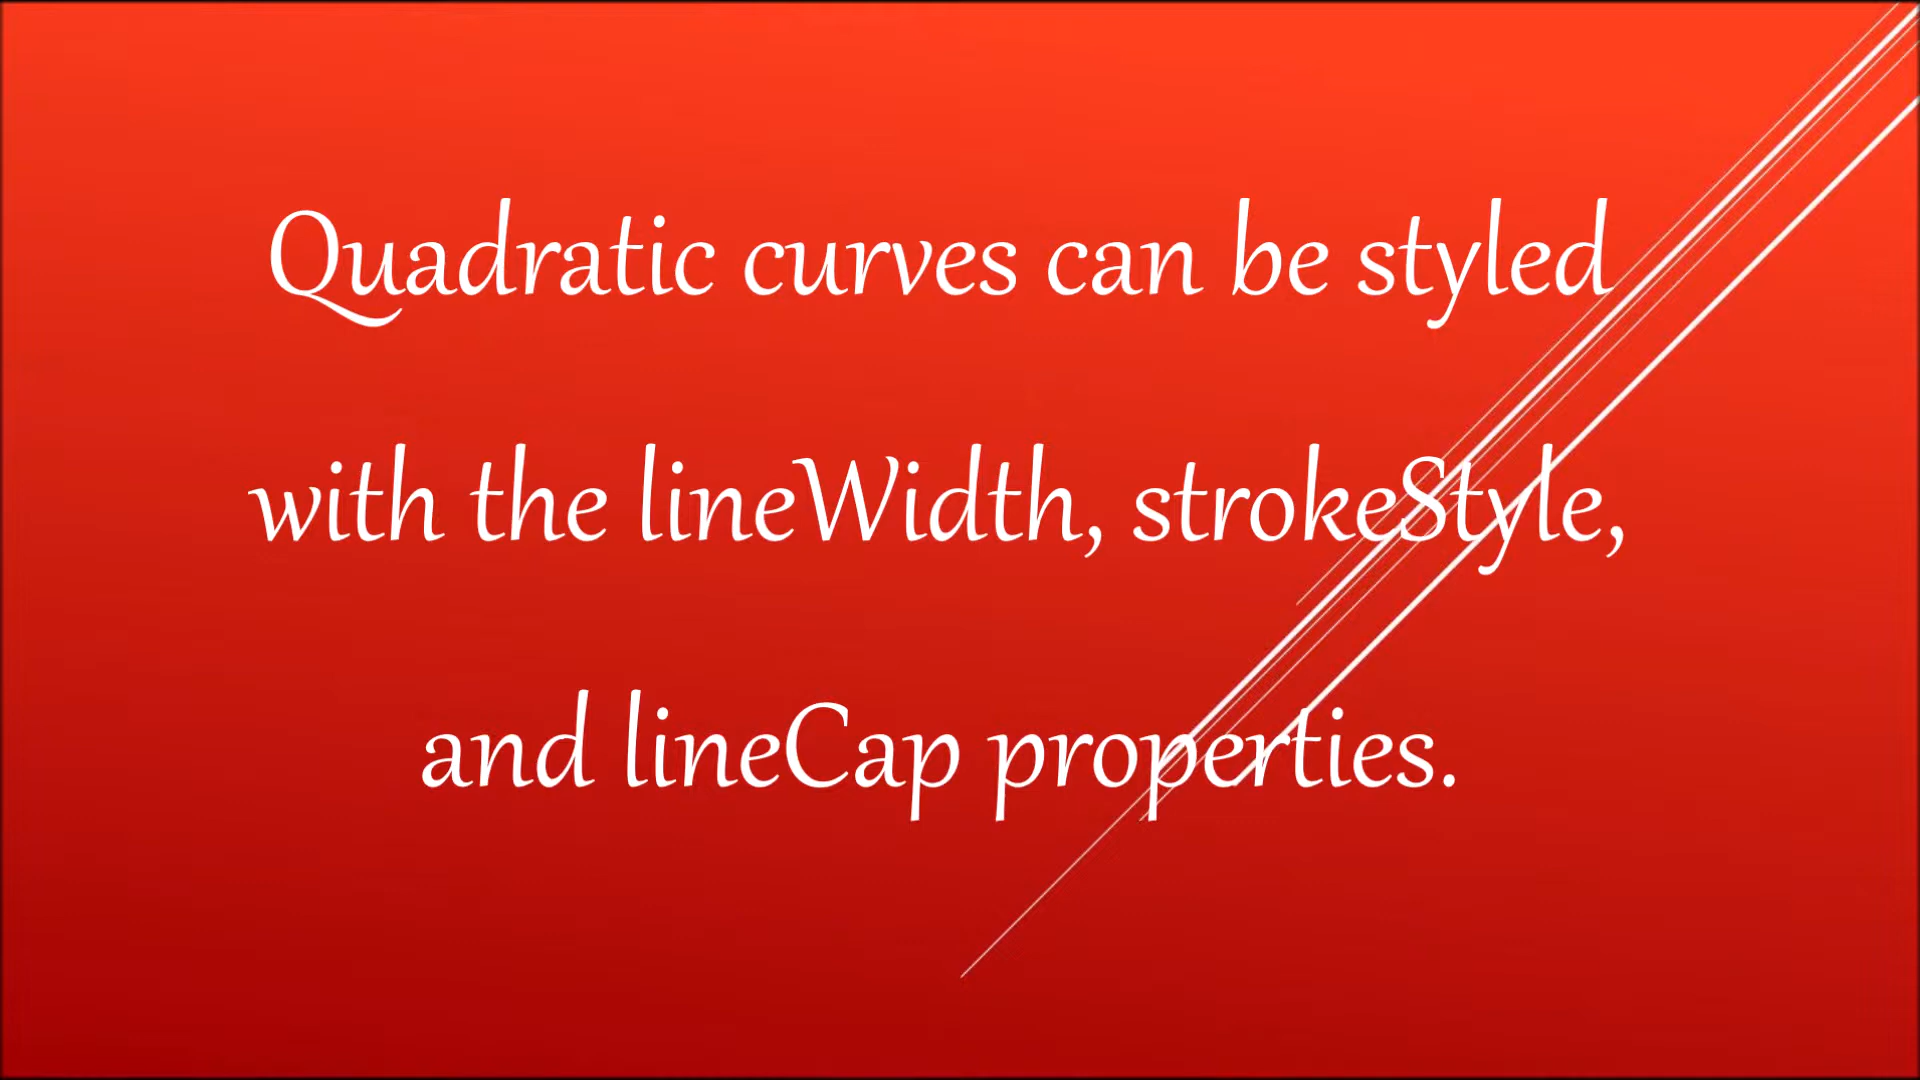 Quadratic curves can be styled
with the lineWidth, strokeStyle,
and lineCap properties.